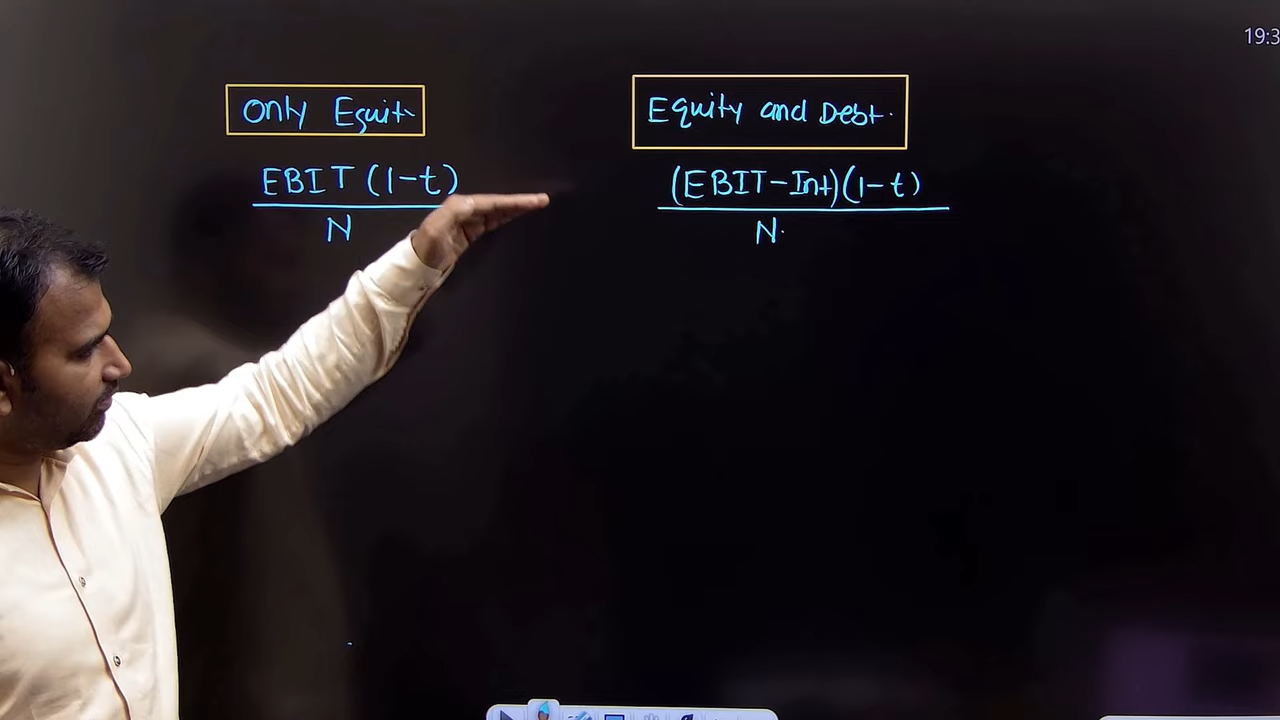 19:3
Only Equit
Equity and Debt.
EBIT (1-t)
N
(EBIT-Int)(1-t)
N.